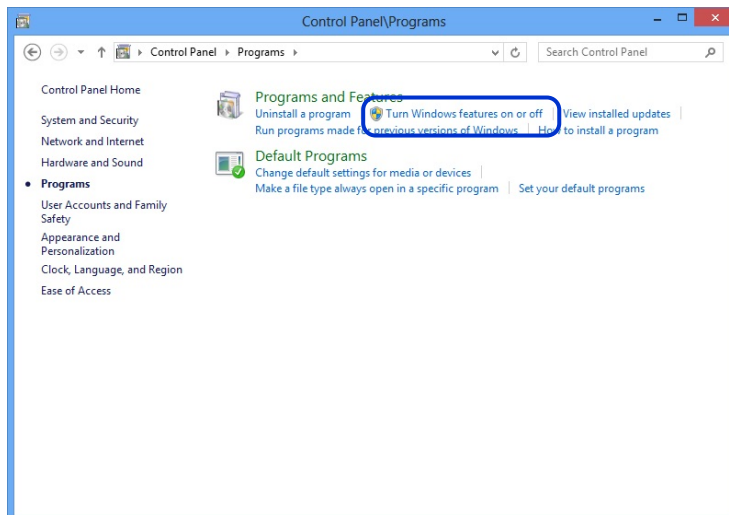 Control Panel\Programs
Control Panel Programs
Search Control Panel
Control Panel Home
System and Security
Network and Internet
Hardware and Sound
Programs
User Accounts and Family
Safety
Appearance and
Personalization
Clock, Language, and Region
Ease of Access
Programs and Features
Uninstall a program Turn Windows features on or off View installed updates
Run programs made for previous versions of Windows How to install a program
Default Programs
Change default settings for media or devices
Make a file type always open in a specific program Set your default programs